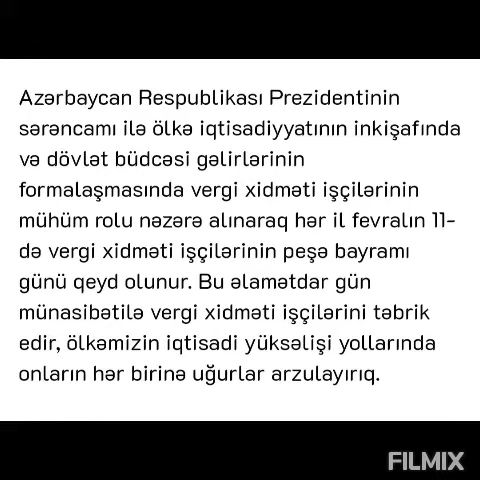 Azərbaycan Respublikası Prezidentinin
sərəncamı ilə ölkə iqtisadiyyatının inkişafında
və dövlət büdcəsi gəlirlərinin
formalaşmasında vergi xidməti işçilərinin
mühüm rolu nəzərə alınaraq hər il fevralın 11-
də vergi xidməti işçilərinin peşə bayramı
günü qeyd olunur. Bu əlamətdar gün
münasibətilə vergi xidməti işçilərini təbrik
edir, ölkəmizin iqtisadi yüksəlişi yollarında
onların hər birinə uğurlar arzulayırıq.
FILMIX